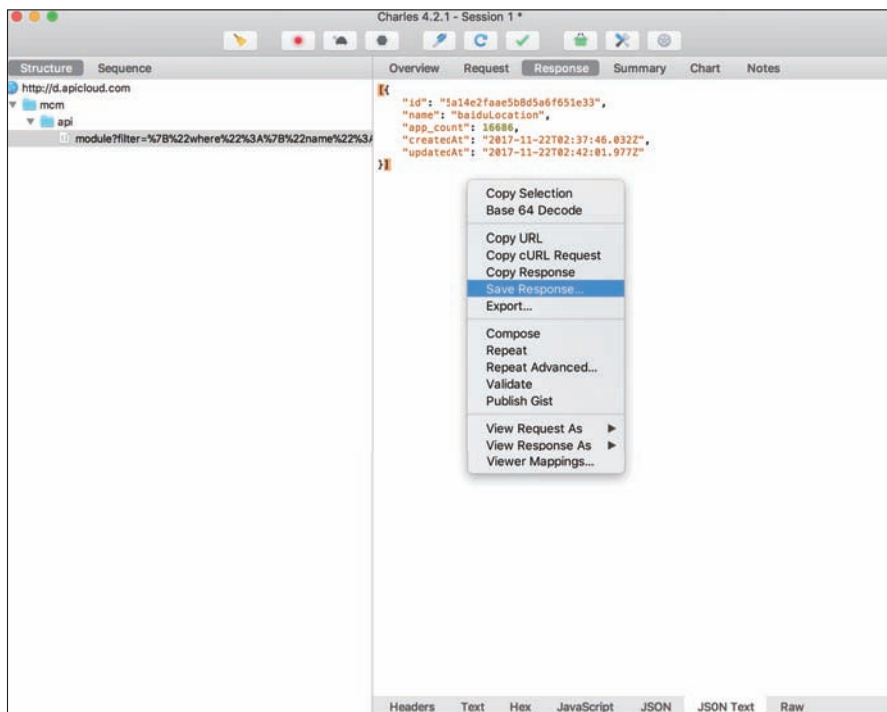 Charles 4.2.1 - Session 1 *
Structure Sequence
http://d.apicloud.com
mcm
api
module?filter=%7B%22where%22%3A%7B%22name%22%3A
Overview Request Response Summary Chart Notes
[{
"id": "5a14e2faae5b8d5a6f651e33",
"name": "baiduLocation",
"app_count": 16686,
"createdAt": "2017-11-22T02:37:46.032Z",
"updatedAt": "2017-11-22T02:42:01.977Z"
}]
Copy Selection
Base 64 Decode
Copy URL
Copy cURL Request
Copy Response
Save Response...
Export...
Compose
Repeat
Repeat Advanced...
Validate
Publish Gist
View Request As
View Response As
Viewer Mappings...
Headers Text Hex JavaScript JSON JSON Text Raw